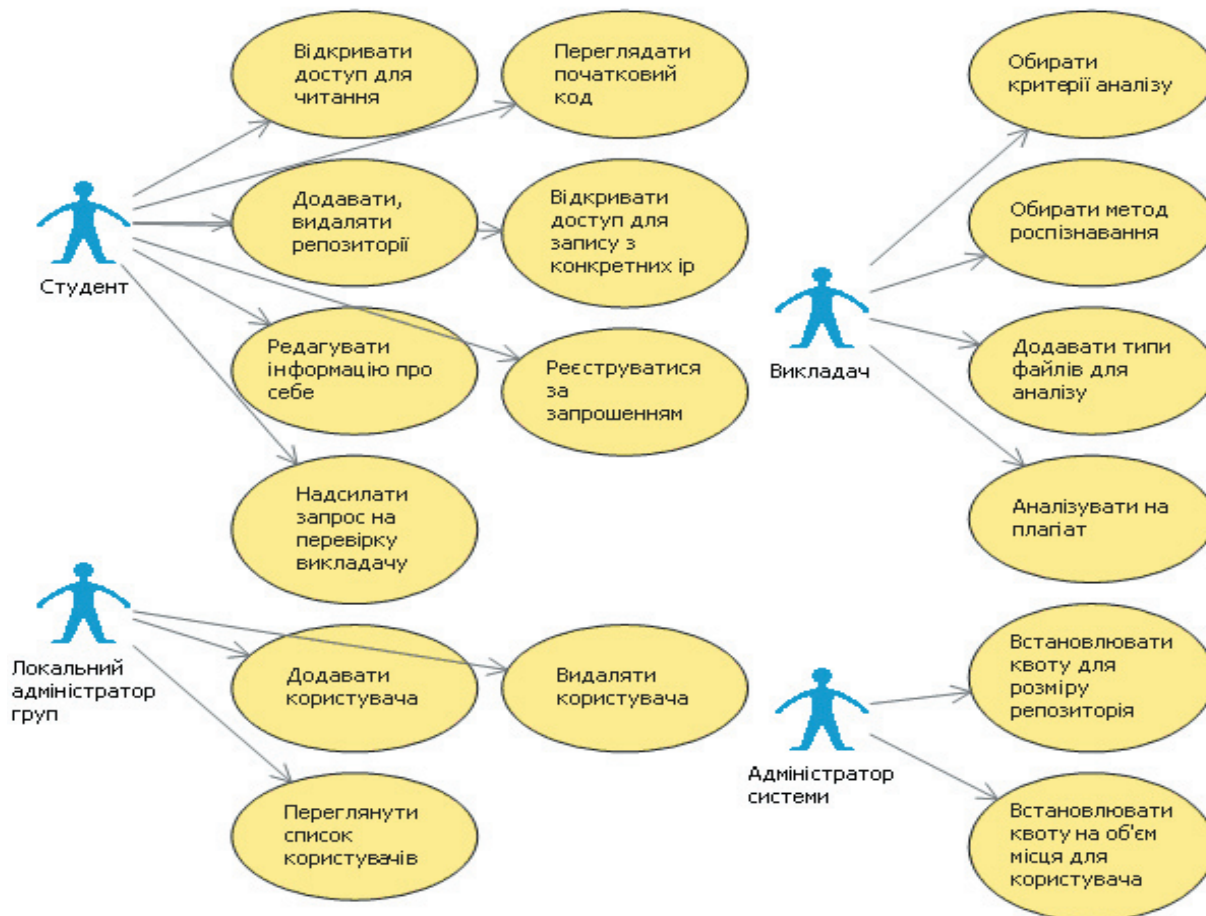 Відкривати
доступ для
читання
Переглядати
початковий
код
Додавати,
видаляти
репозиторії
Відкривати
доступ для
запису з
конкретних ip
Студент
Редагувати
інформацію про
себе
Реєструватися
за
запрошенням
Надсилати
запрос на
перевірку
викладачу
Обирати
критерії аналізу
Обирати метод
роспізнавання
Викладач
Додавати типи
файлів для
аналізу
Аналізувати на
плагіат
Локальний
адміністратор
груп
Додавати
користувача
Видаляти
користувача
Переглянути
список
користувачів
Адміністратор
системи
Встановлювати
квоту для
розміру
репозиторія
Встановлювати
квоту на об'єм
місця для
користувача